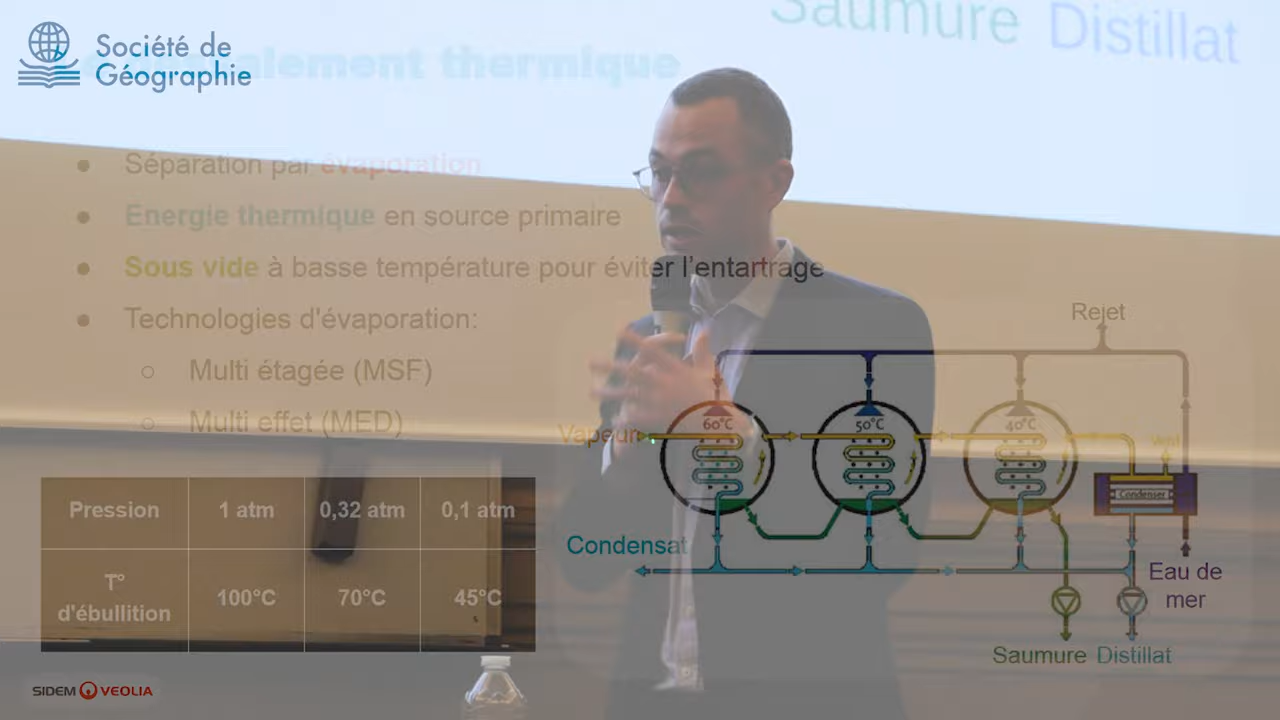 Société de
Géographie
Saumure Distillat
dessalement thermique
● Séparation par évaporation
● Energie thermique en source primaire
● Sous vide à basse température pour éviter l'entartrage
● Technologies d'évaporation:
○ Multi étagée (MSF)
○ Multi effet (MED)
Rejet
60°C 50°C 40°C
Vapeur
Vent
Condenser
Condensat
Eau de
mer
Saumure Distillat
Pression 1 atm 0,32 atm 0,1 atm
T°
d'ébullition 100°C 70°C 45°C
SIDEM VEOLIA